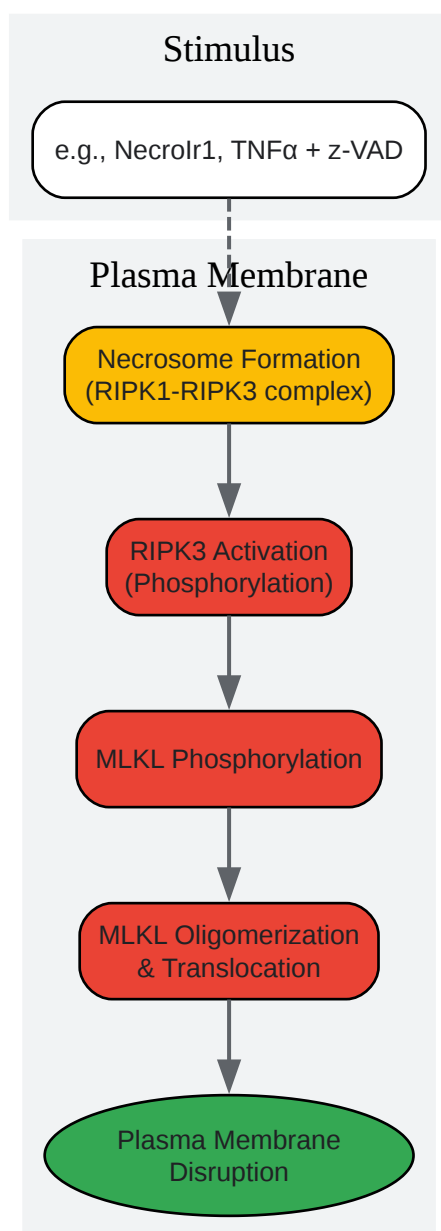 Stimulus
e.g., NecroIr1, TNFα + z-VAD
Plasma Membrane
Necrosome Formation
(RIPK1-RIPK3 complex)
RIPK3 Activation
(Phosphorylation)
MLKL Phosphorylation
MLKL Oligomerization
& Translocation
Plasma Membrane
Disruption